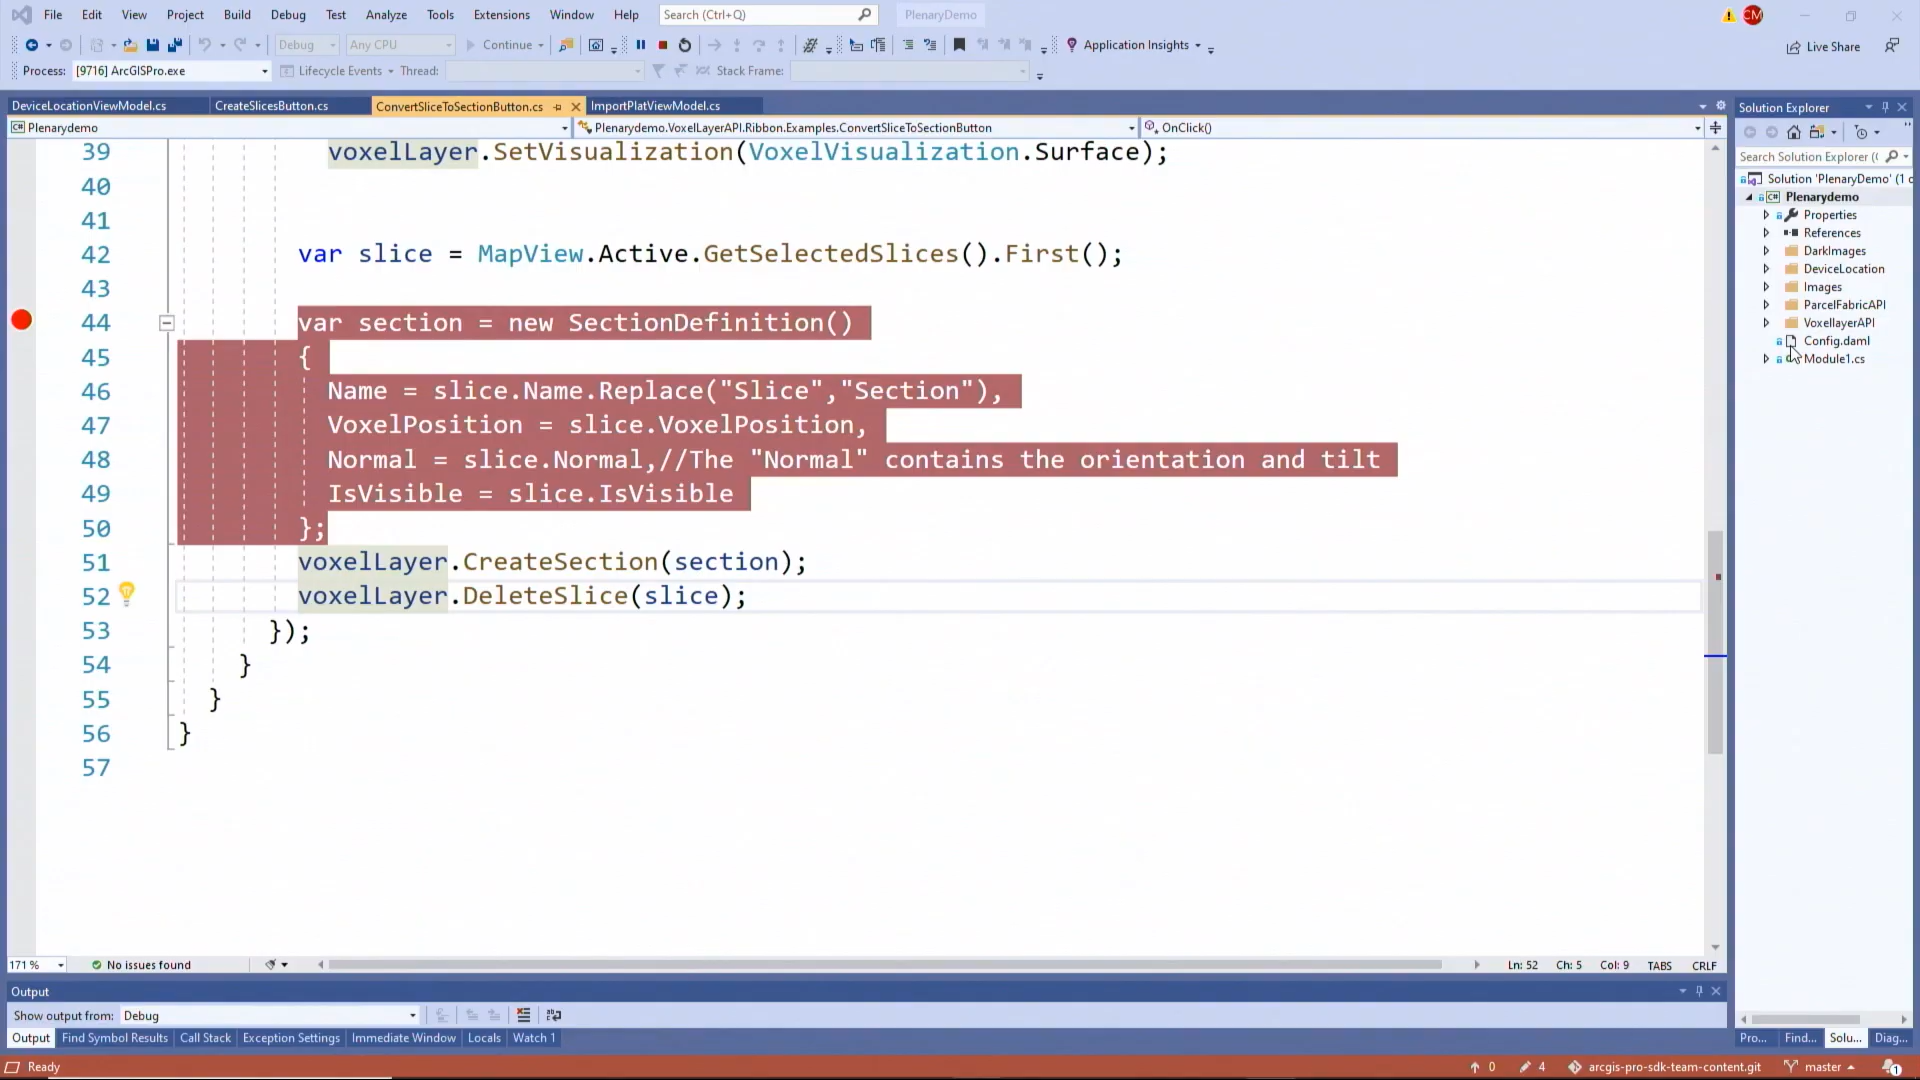 File Edit View Project Build Debug Test Analyze Tools Extensions Window Help Search (Ctrl+Q) PlenaryDemo CM
Debug Any CPU Continue Application Insights Live Share
Process: [9716] ArcGISPro.exe Lifecycle Events Thread: Stack Frame:
DeviceLocationViewModel.cs CreateSlicesButton.cs ConvertSliceToSectionButton.cs ImportPlatViewModel.cs
C# Plenarydemo Plenarydemo.VoxelLayerAPI.Ribbon.Examples.ConvertSliceToSectionButton OnClick()
39 voxelLayer.SetVisualization(VoxelVisualization.Surface);
40
41
42 var slice = MapView.Active.GetSelectedSlices().First();
43
44 var section = new SectionDefinition()
45 {
46 Name = slice.Name.Replace("Slice","Section"),
47 VoxelPosition = slice.VoxelPosition,
48 Normal = slice.Normal,//The "Normal" contains the orientation and tilt
49 IsVisible = slice.IsVisible
50 };
51 voxelLayer.CreateSection(section);
52 voxelLayer.DeleteSlice(slice);
53 });
54 }
55 }
56 }
57
171 % No issues found Ln: 52 Ch: 5 Col: 9 TABS CRLF
Output
Show output from: Debug
Output Find Symbol Results Call Stack Exception Settings Immediate Window Locals Watch 1
Solution Explorer
Search Solution Explorer (
Solution 'PlenaryDemo' (1 o
C# Plenarydemo
Properties
References
DarkImages
DeviceLocation
Images
ParcelFabricAPI
VoxellayerAPI
Config.daml
Module1.cs
Pro... Find... Solu... Diag...
Ready 0 4 arcgis-pro-sdk-team-content.git master 1